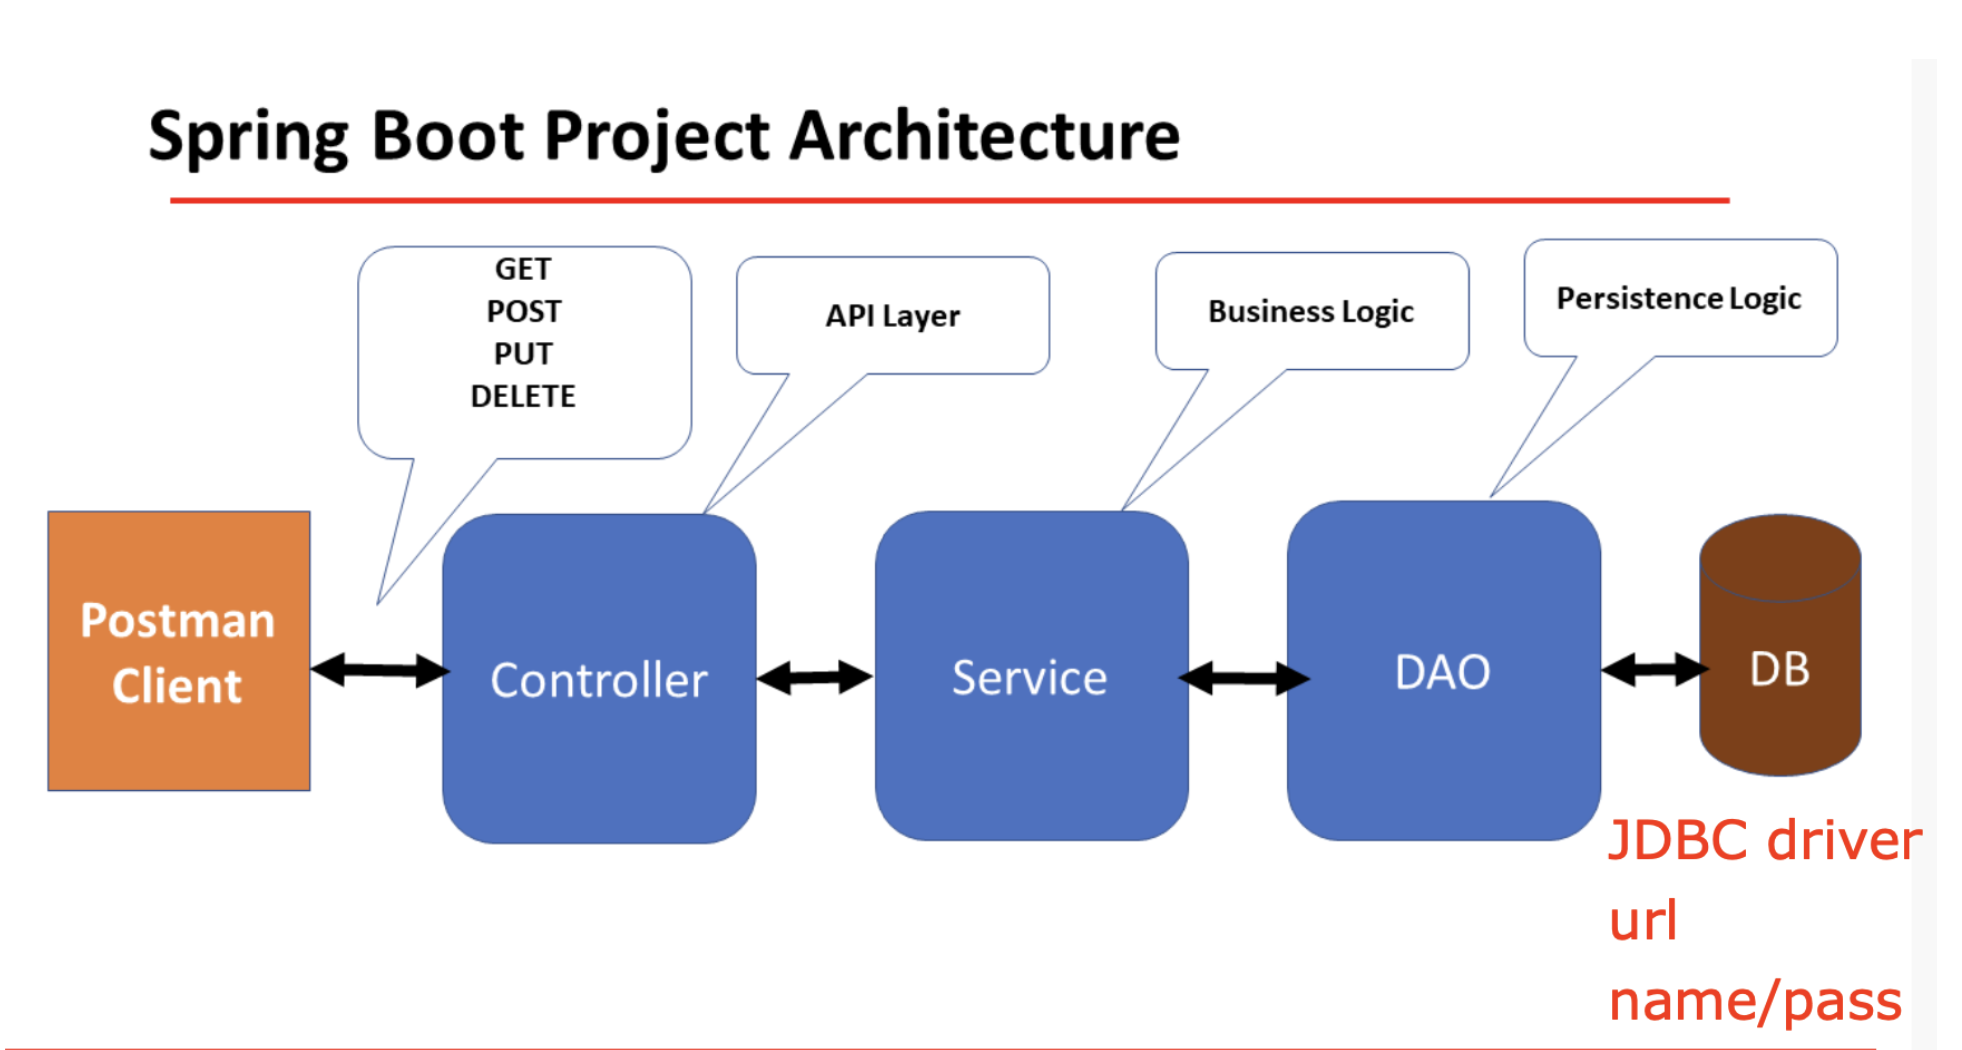 Spring Boot Project Architecture
GET
POST
PUT
DELETE
API Layer
Business Logic
Persistence Logic
Postman
Client
Controller
Service
DAO
DB
JDBC driver
url
name/pass